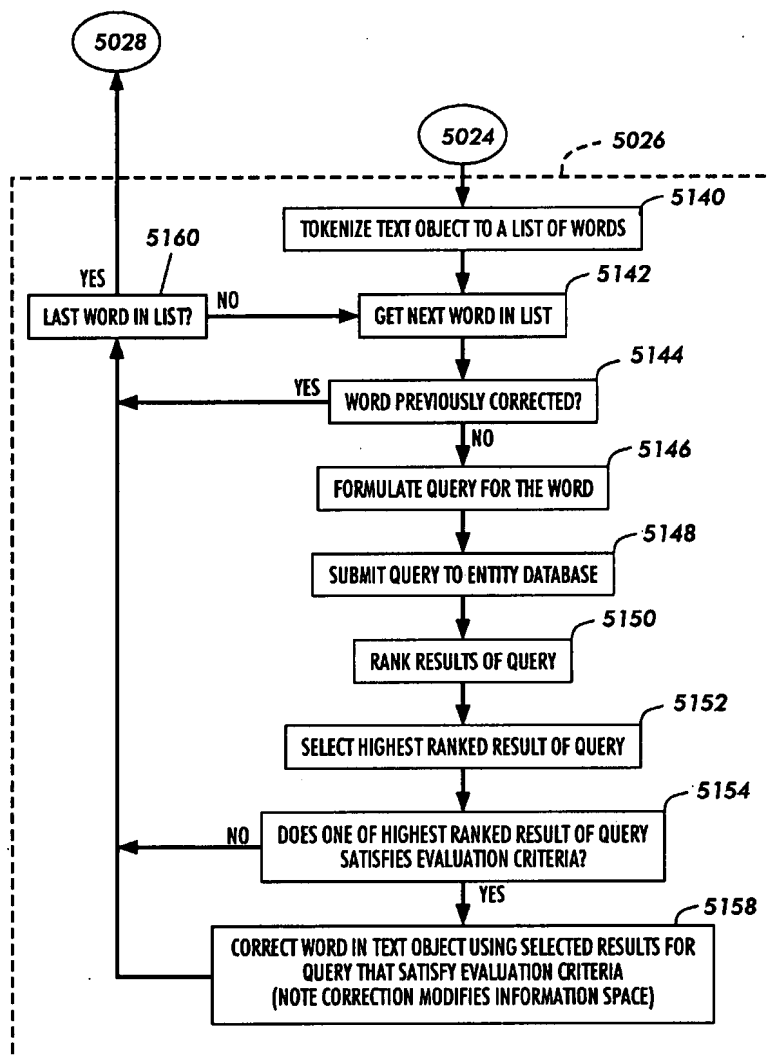 5028
5024
5026
5140
TOKENIZE TEXT OBJECT TO A LIST OF WORDS
5160
5142
YES
NO
LAST WORD IN LIST?
GET NEXT WORD IN LIST
5144
YES
WORD PREVIOUSLY CORRECTED?
NO
5146
FORMULATE QUERY FOR THE WORD
5148
SUBMIT QUERY TO ENTITY DATABASE
5150
RANK RESULTS OF QUERY
5152
SELECT HIGHEST RANKED RESULT OF QUERY
5154
NO
DOES ONE OF HIGHEST RANKED RESULT OF QUERY
SATISFIES EVALUATION CRITERIA?
YES
5158
CORRECT WORD IN TEXT OBJECT USING SELECTED RESULTS FOR
QUERY THAT SATISFY EVALUATION CRITERIA
(NOTE CORRECTION MODIFIES INFORMATION SPACE)